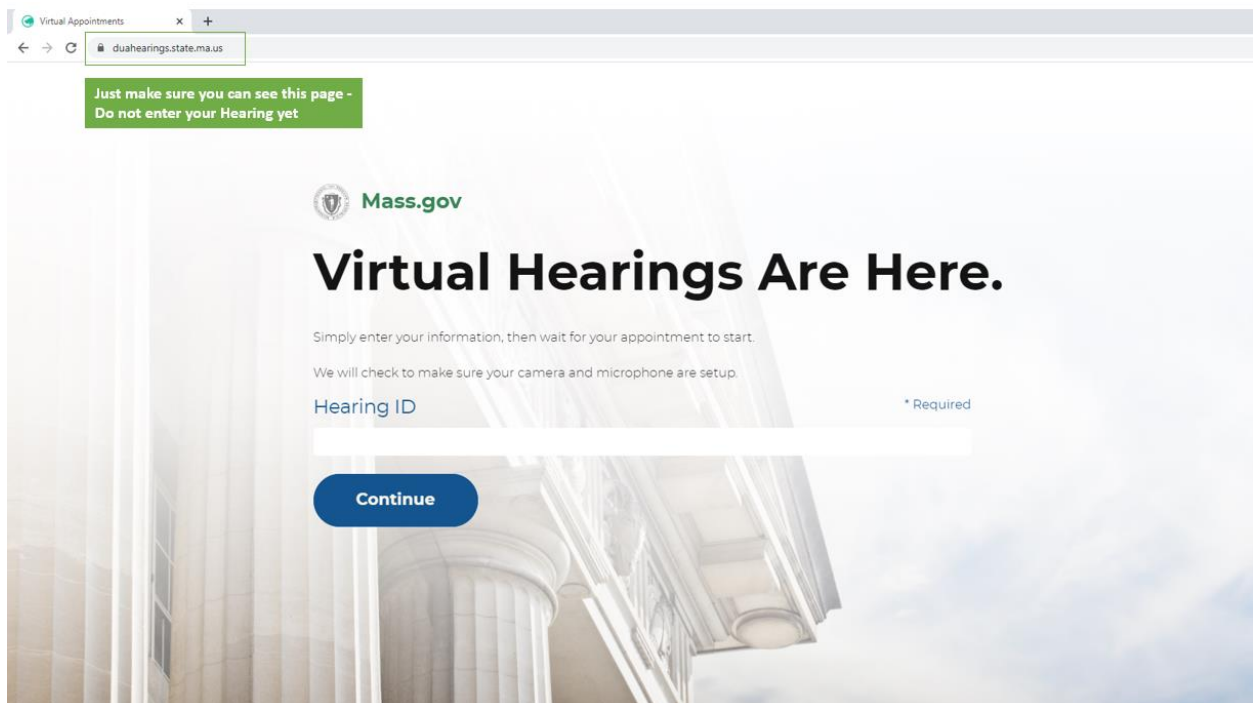 Virtual Appointments
duahearings.state.ma.us
Just make sure you can see this page -
Do not enter your Hearing yet
Mass.gov
Virtual Hearings Are Here.
Simply enter your information, then wait for your appointment to start.
We will check to make sure your camera and microphone are setup.
Hearing ID * Required
Continue